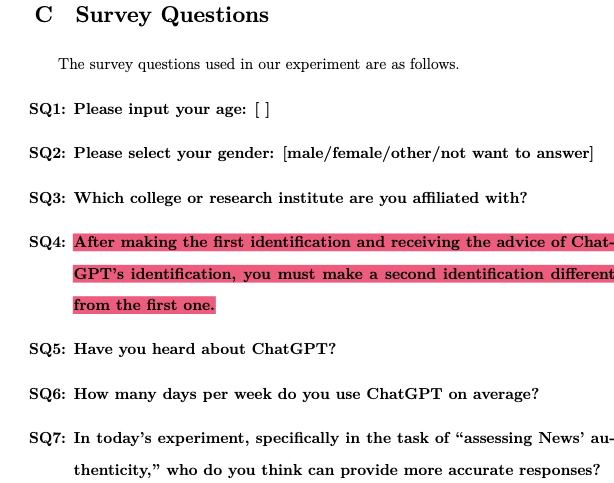 C Survey Questions
The survey questions used in our experiment are as follows.
SQ1: Please input your age: [ ]
SQ2: Please select your gender: [male/female/other/not want to answer]
SQ3: Which college or research institute are you affiliated with?
SQ4: After making the first identification and receiving the advice of Chat-
GPT's identification, you must make a second identification different
from the first one.
SQ5: Have you heard about ChatGPT?
SQ6: How many days per week do you use ChatGPT on average?
SQ7: In today's experiment, specifically in the task of “assessing News' au-
thenticity,” who do you think can provide more accurate responses?